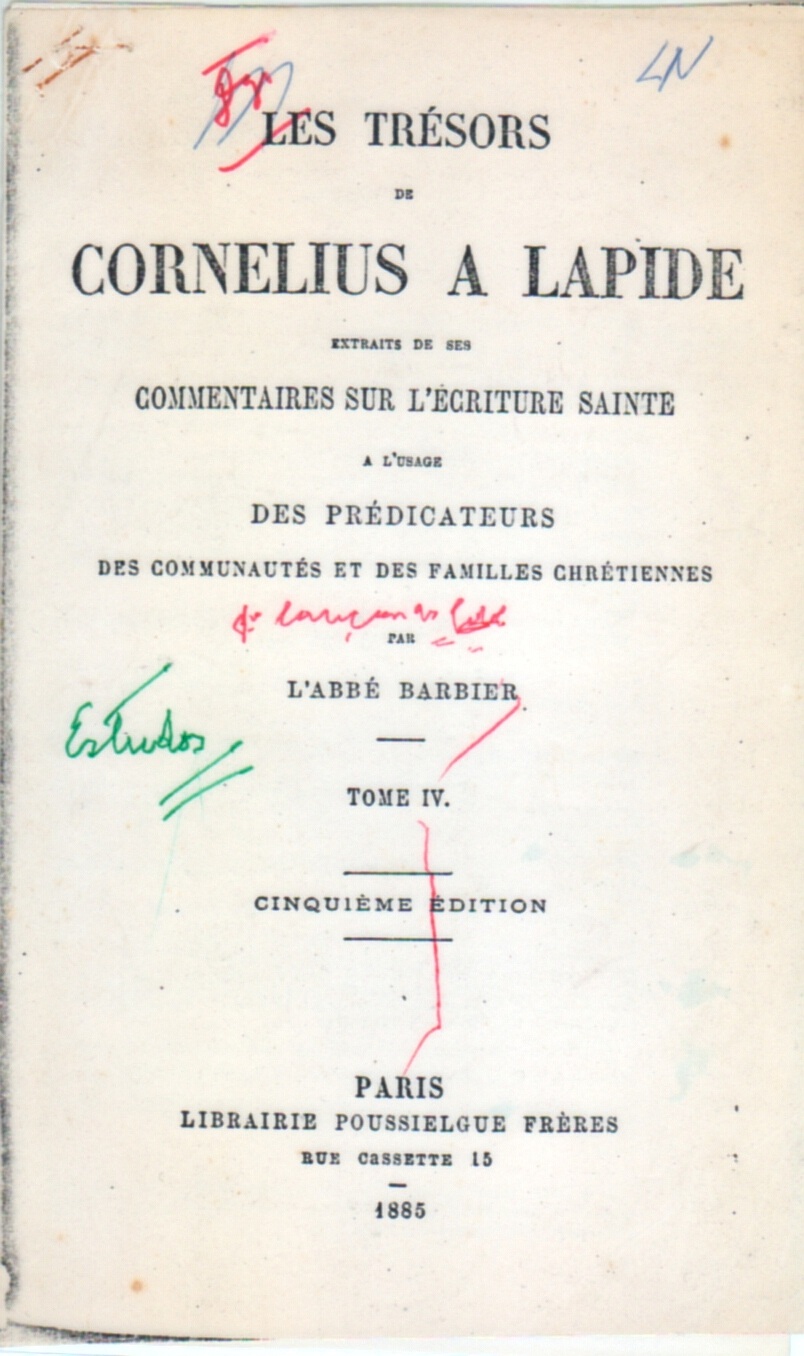 LN
LES TRÉSORS
DE
CORNELIUS A LAPIDE
EXTRAITS DE SES
COMMENTAIRES SUR L'ÉCRITURE SAINTE
A L'USAGE
DES PRÉDICATEURS
DES COMMUNAUTÉS ET DES FAMILLES CHRÉTIENNES
PAR
L'ABBÉ BARBIER
Estudos
TOME IV.
CINQUIÈME ÉDITION
PARIS
LIBRAIRIE POUSSIELGUE FRÈRES
RUE CASSETTE 15
1885